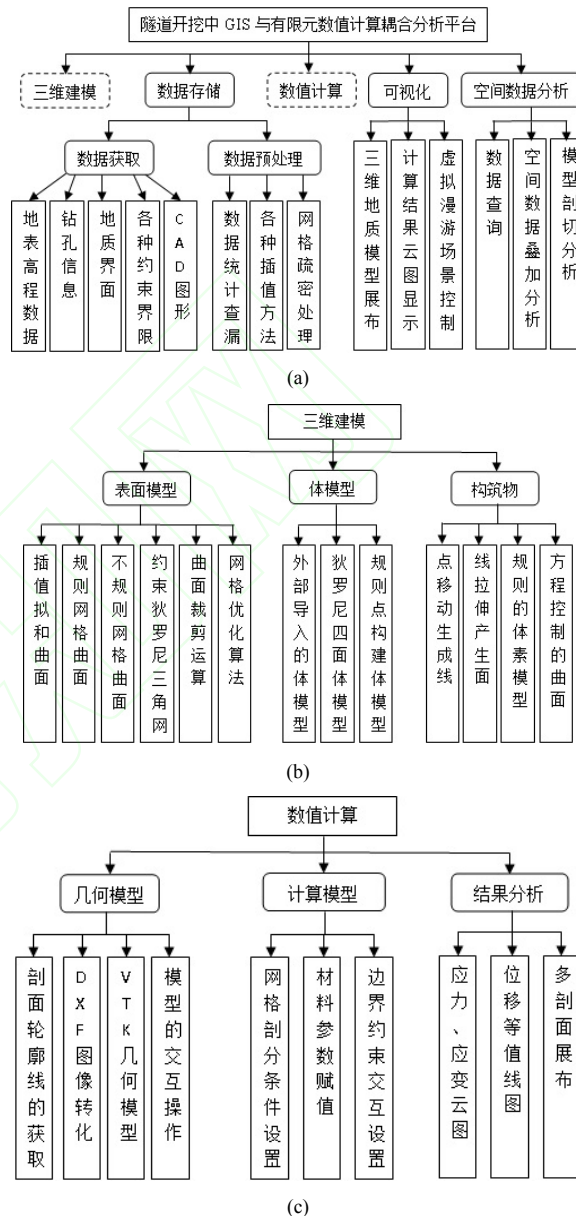 隧道开挖中 GIS 与有限元数值计算耦合分析平台
三维建模
数据存储
数值计算
可视化
空间数据分析
数据获取
数据预处理
地表高程数据
钻孔信息
地质界面
各种约束界限
CAD图形
数据统计查漏
各种插值方法
网格疏密处理
三维地质模型展布
计算结果云图显示
虚拟漫游场景控制
数据查询
空间数据叠加分析
模型剖切分析
(a)
三维建模
表面模型
体模型
构筑物
插值拟和曲面
规则网格曲面
不规则网格曲面
约束狄罗尼三角网
曲面裁剪运算
网格优化算法
外部导入的体模型
狄罗尼四面体模型
规则点构建体模型
点移动生成线
线拉伸产生面
规则的体素模型
方程控制的曲面
(b)
数值计算
几何模型
计算模型
结果分析
剖面轮廓线的获取
DXF图像转化
VTK几何模型
模型的交互操作
网格剖分条件设置
材料参数赋值
边界约束交互设置
应力、应变云图
位移等值线图
多剖面展布
(c)